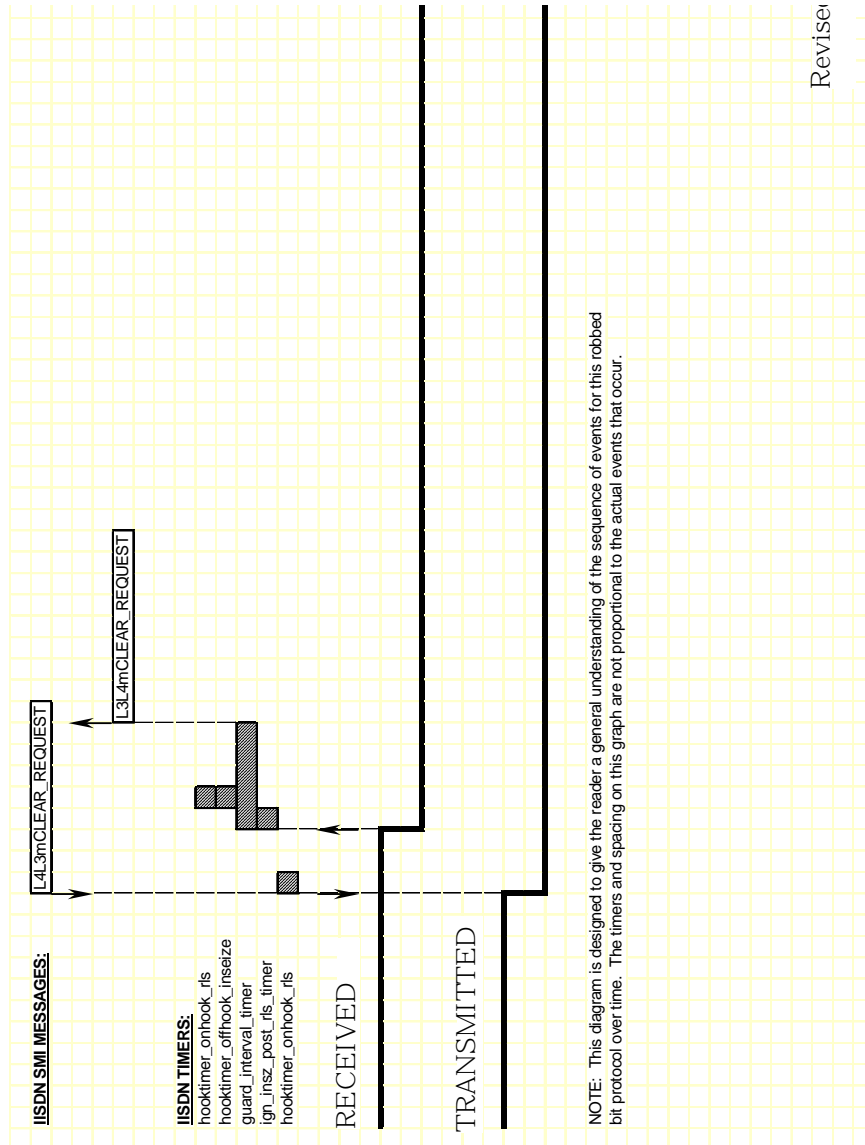 IISDN SMI MESSAGES:
L4L3mCLEAR_REQUEST
L3L4mCLEAR_REQUEST
IISDN TIMERS:
hooktimer_onhook_rls
hooktimer_offhook_inseize
guard_interval_timer
ign_insz_post_rls_timer
hooktimer_onhook_rls
RECEIVED
TRANSMITTED
NOTE: This diagram is designed to give the reader a general understanding of the sequence of events for this robbed
bit protocol over time. The timers and spacing on this graph are not proportional to the actual events that occur.